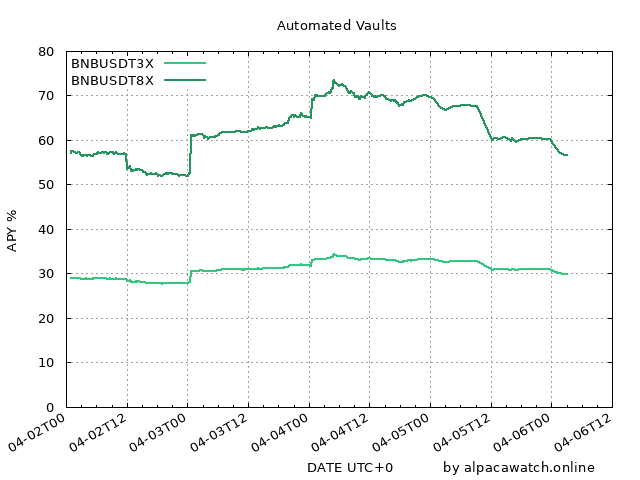 Automated Vaults
BNBUSDT3X
BNBUSDT8X
80
70
60
50
40
30
20
10
0
APY %
04-02T00
04-02T12
04-03T00
04-03T12
04-04T00
04-04T12
04-05T00
04-05T12
04-06T00
04-06T12
DATE UTC+0
by alpacawatch.online